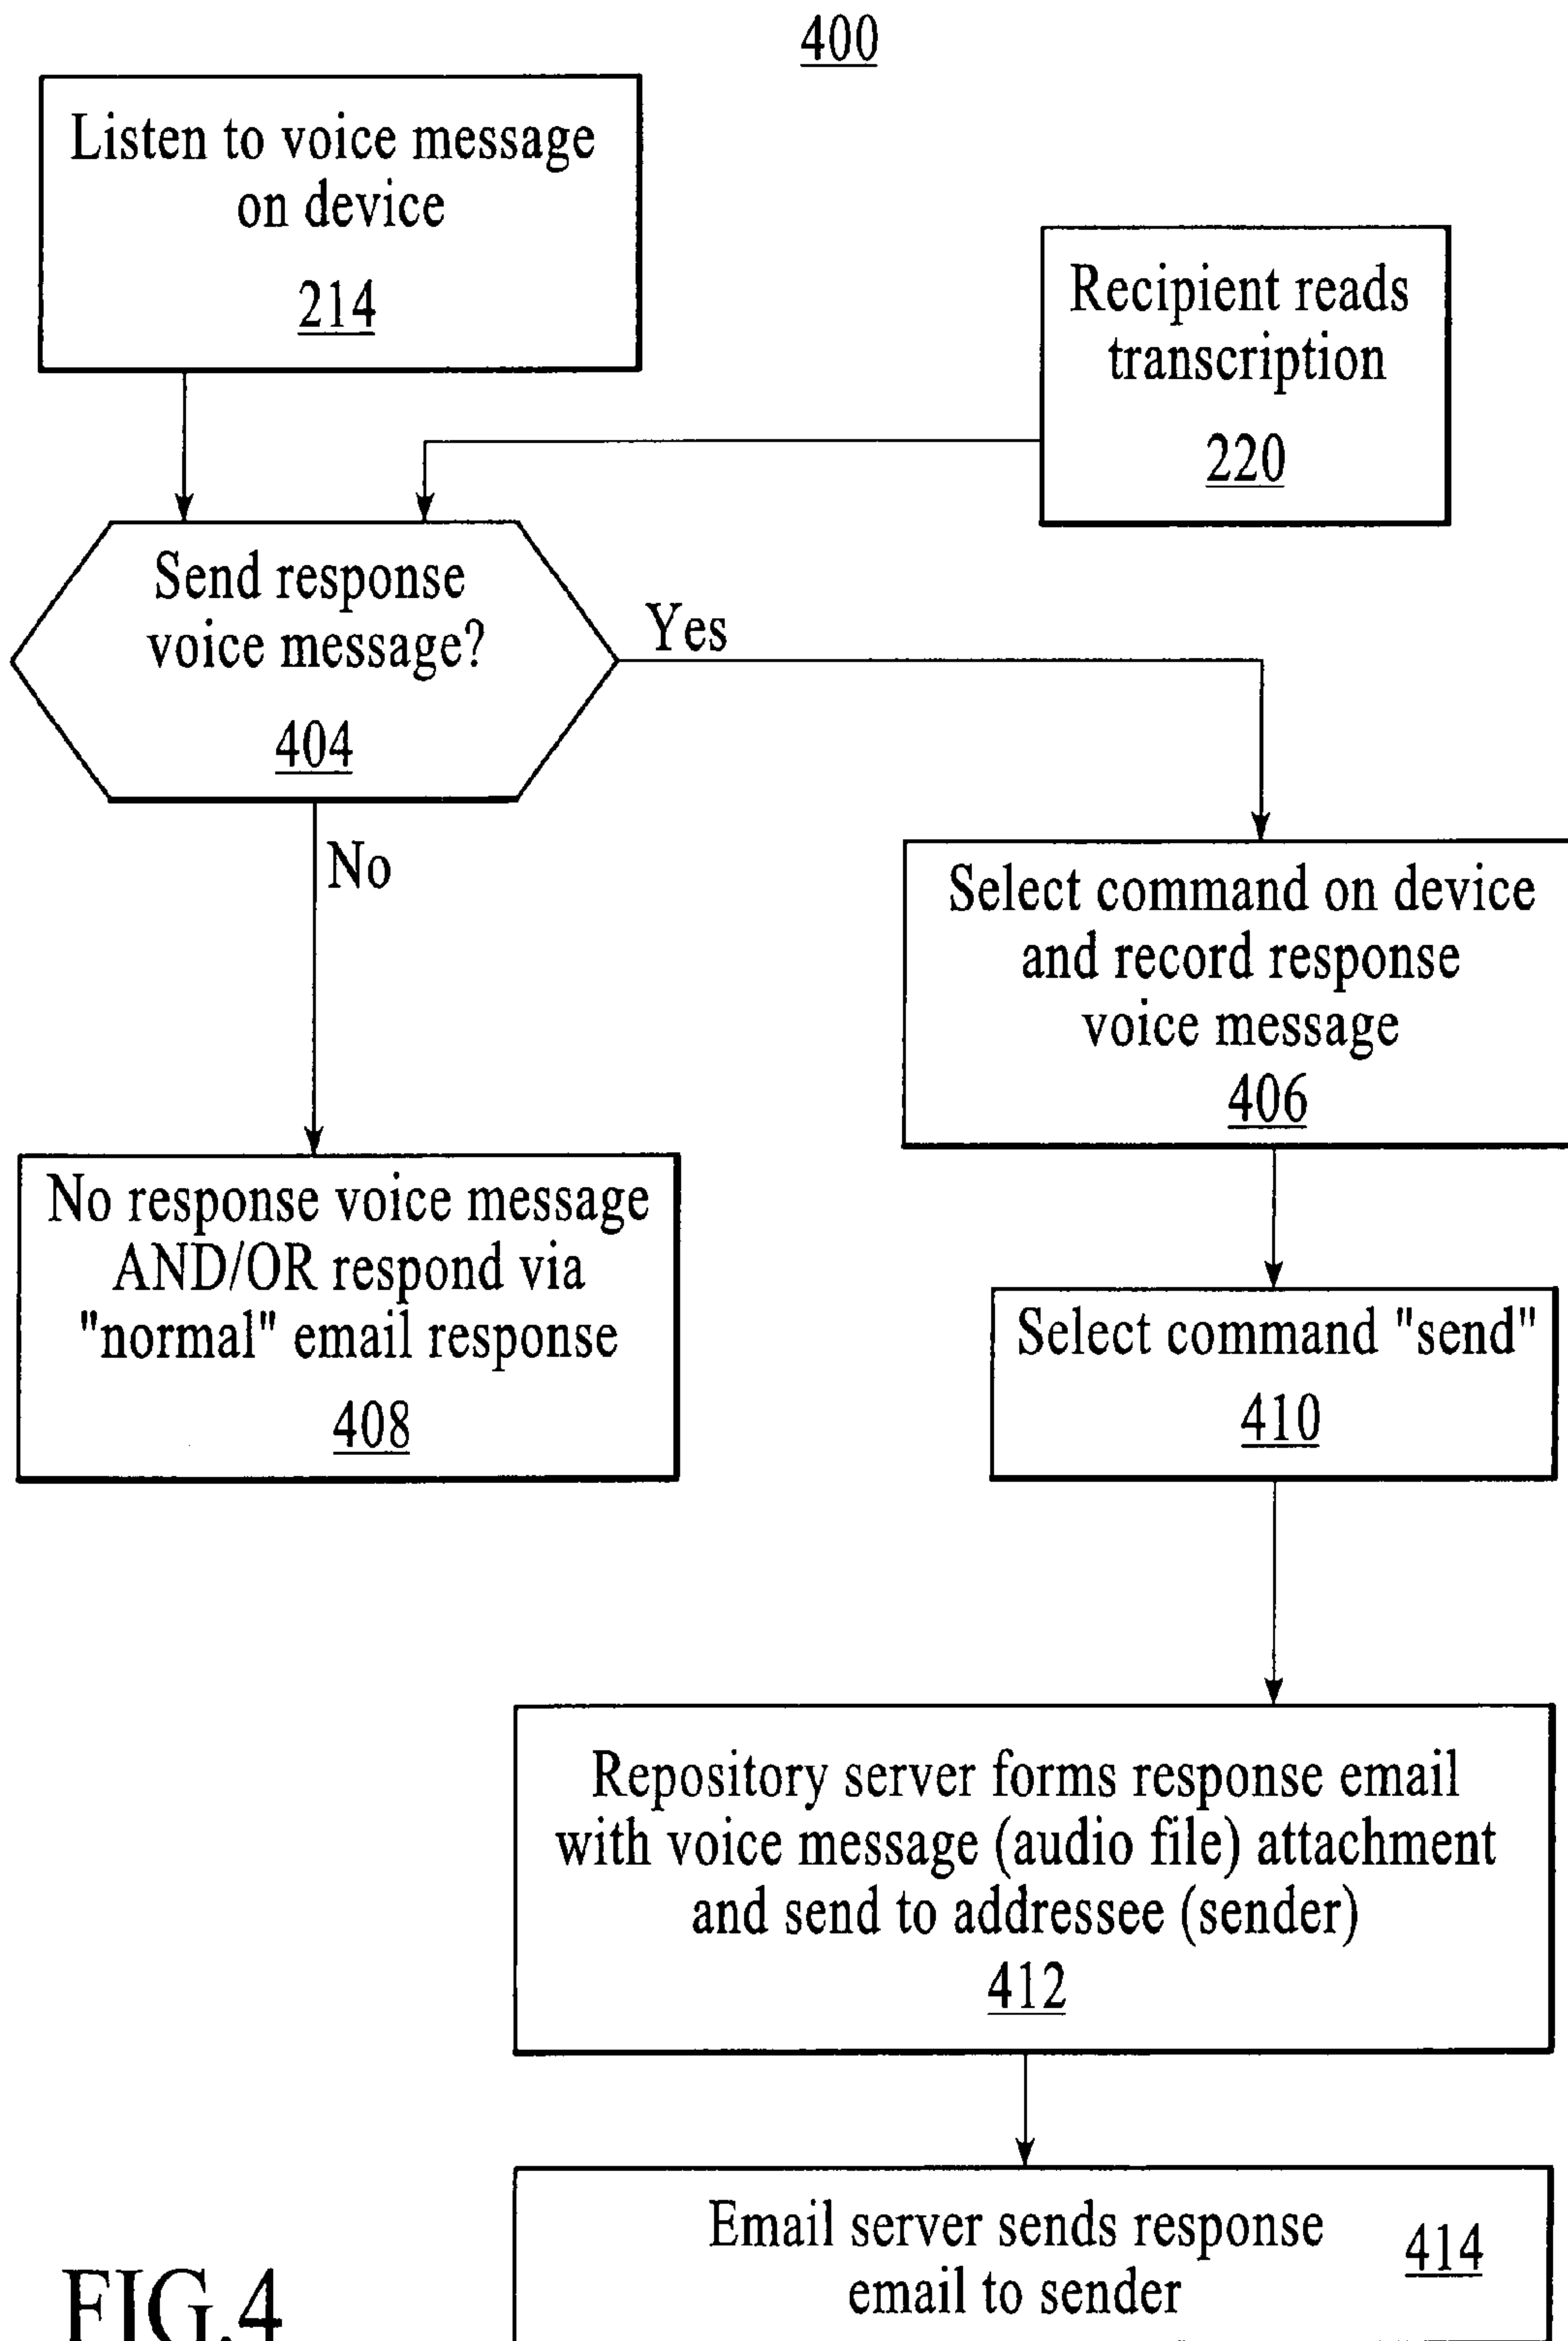 400
Listen to voice message
on device
214
Recipient reads
transcription
220
Send response
voice message?
404
Yes
No
Select command on device
and record response
voice message
406
No response voice message
AND/OR respond via
"normal" email response
408
Select command "send"
410
Repository server forms response email
with voice message (audio file) attachment
and send to addressee (sender)
412
Email server sends response
email to sender
414
FIG.4